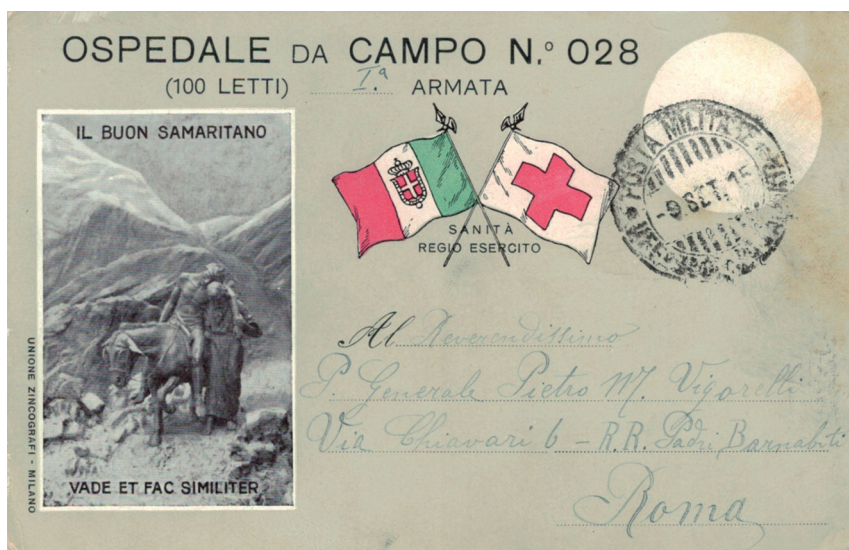 OSPEDALE DA CAMPO N.° 028
(100 LETTI) Iª ARMATA
IL BUON SAMARITANO
VADE ET FAC SIMILITER
UNIONE ZINCOGRAFI - MILANO
SANITÀ
REGIO ESERCITO
POSTA MILITARE
-9 SET. 15
Al Reverendissimo
P. Generale Pietro M. Vigorelli
Via Chiavari 6 - R.R. Padri Barnabiti
Roma